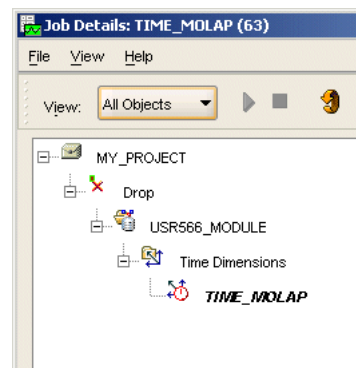 Job Details: TIME_MOLAP (63)
File View Help
View: All Objects
MY_PROJECT
Drop
USR566_MODULE
Time Dimensions
TIME_MOLAP